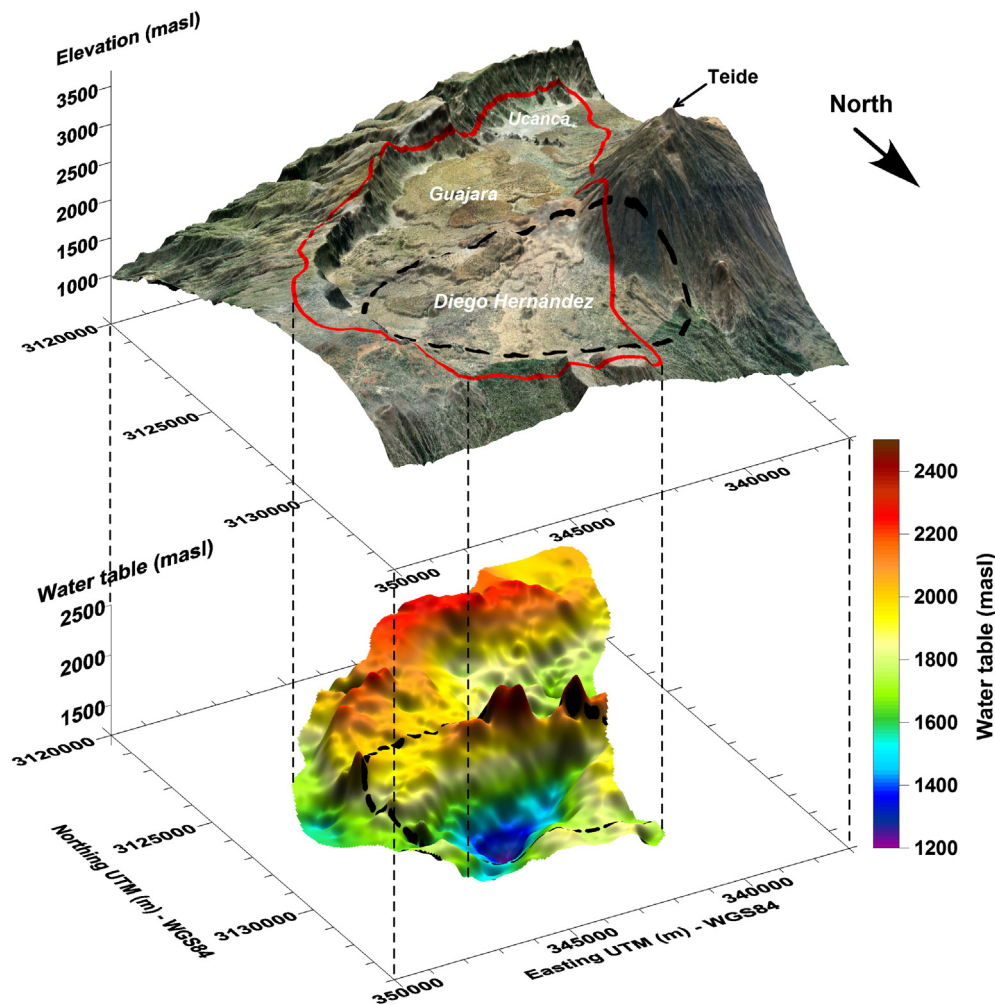 Elevation (masl)
3500
3000
2500
2000
1500
1000
Teide
North
Ucanca
Guajara
Diego Hernández
3120000
3125000
3130000
350000
345000
340000
Water table (masl)
2500
2000
1500
3120000
3125000
3130000
Northing UTM (m) - WGS84
350000
345000
340000
Easting UTM (m) - WGS84
2400
2200
2000
1800
1600
1400
1200
Water table (masl)